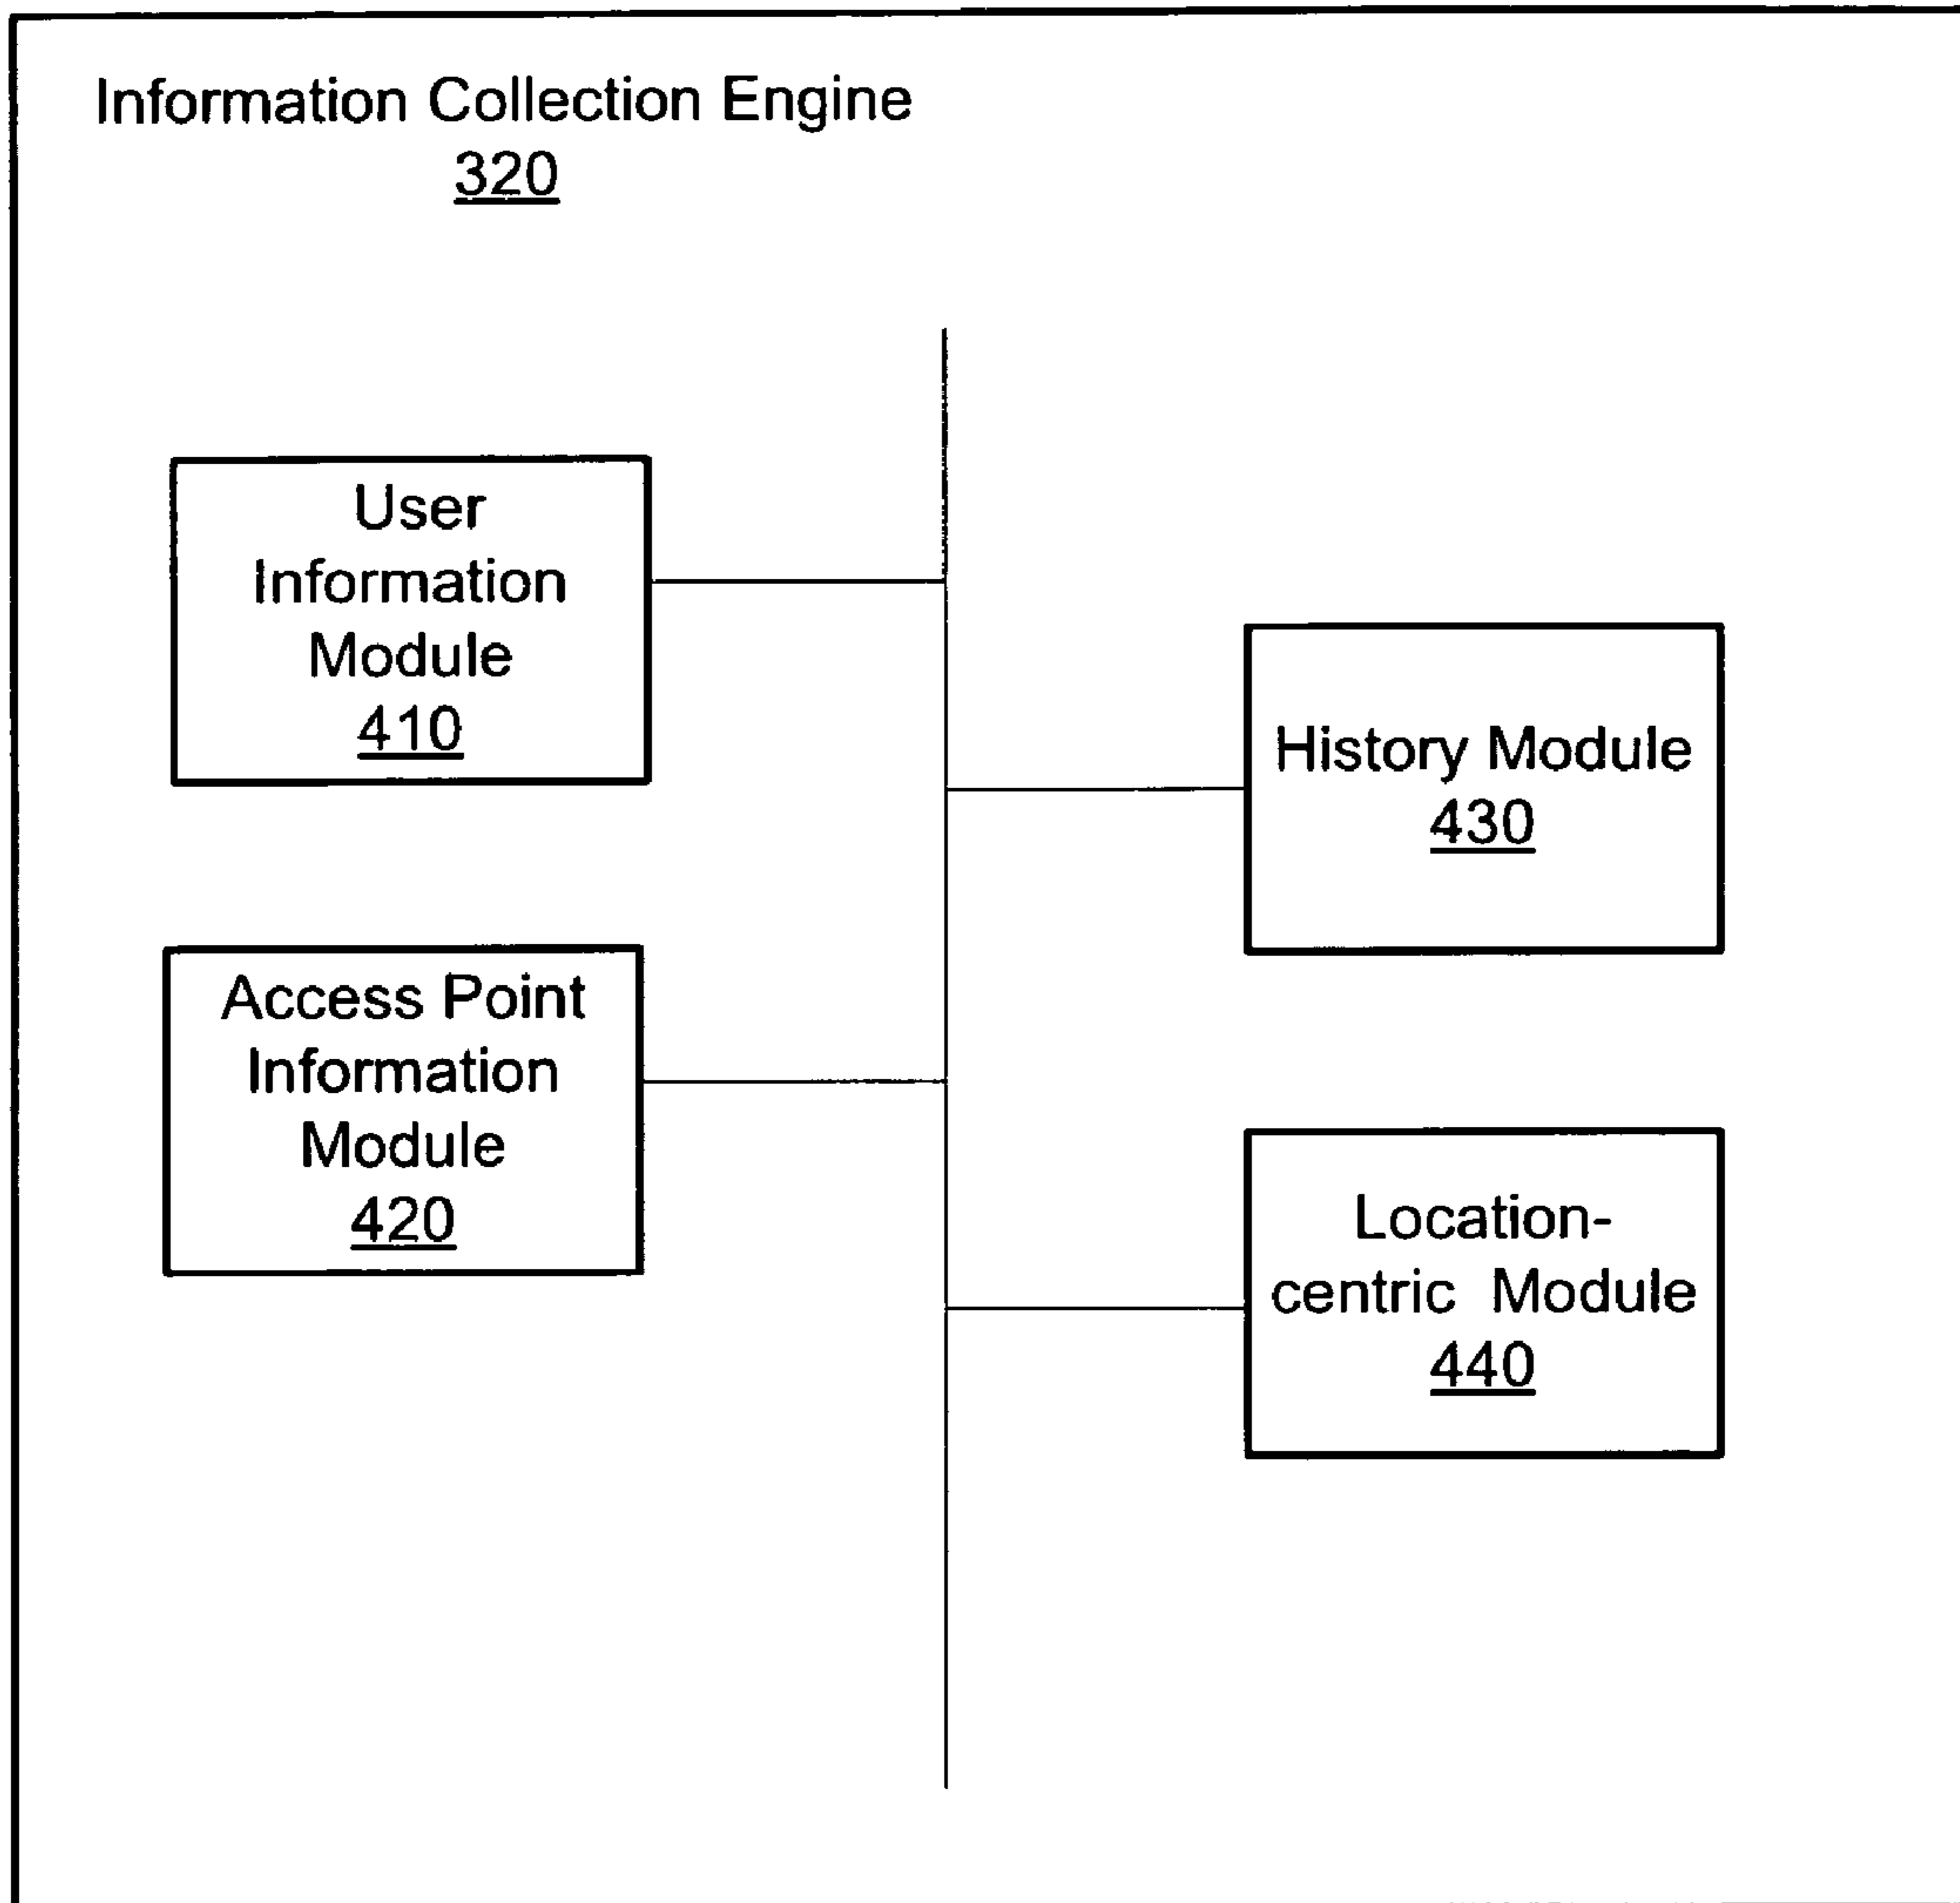 Information Collection Engine
320
User
Information
Module
410
History Module
430
Access Point
Information
Module
420
Location-
centric Module
440